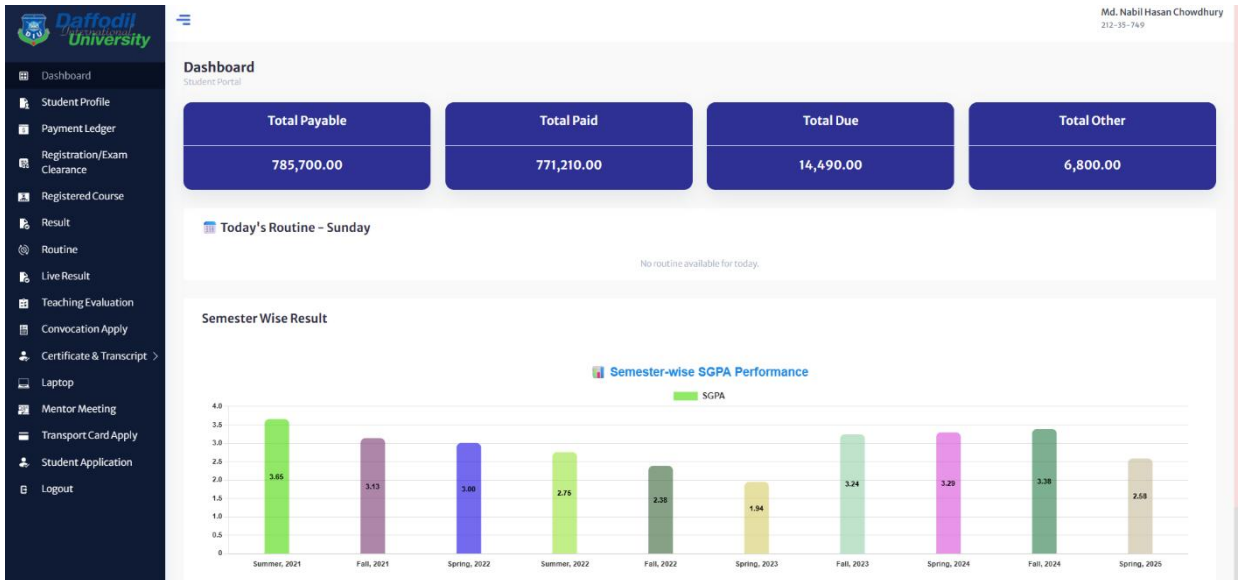 Daffodil
International
University
Md. Nabil Hasan Chowdhury
212-35-749
Dashboard
Student Profile
Payment Ledger
Registration/Exam
Clearance
Registered Course
Result
Routine
Live Result
Teaching Evaluation
Convocation Apply
Certificate & Transcript >
Laptop
Mentor Meeting
Transport Card Apply
Student Application
Logout
Dashboard
Student Portal
Total Payable
785,700.00
Total Paid
771,210.00
Total Due
14,490.00
Total Other
6,800.00
Today's Routine - Sunday
No routine available for today.
Semester Wise Result
Semester-wise SGPA Performance
SGPA
4.0
3.5
3.0
2.5
2.0
1.5
1.0
0.5
0
3.65
3.13
3.00
2.75
2.38
1.94
3.24
3.29
3.38
2.58
Summer, 2021
Fall, 2021
Spring, 2022
Summer, 2022
Fall, 2022
Spring, 2023
Fall, 2023
Spring, 2024
Fall, 2024
Spring, 2025